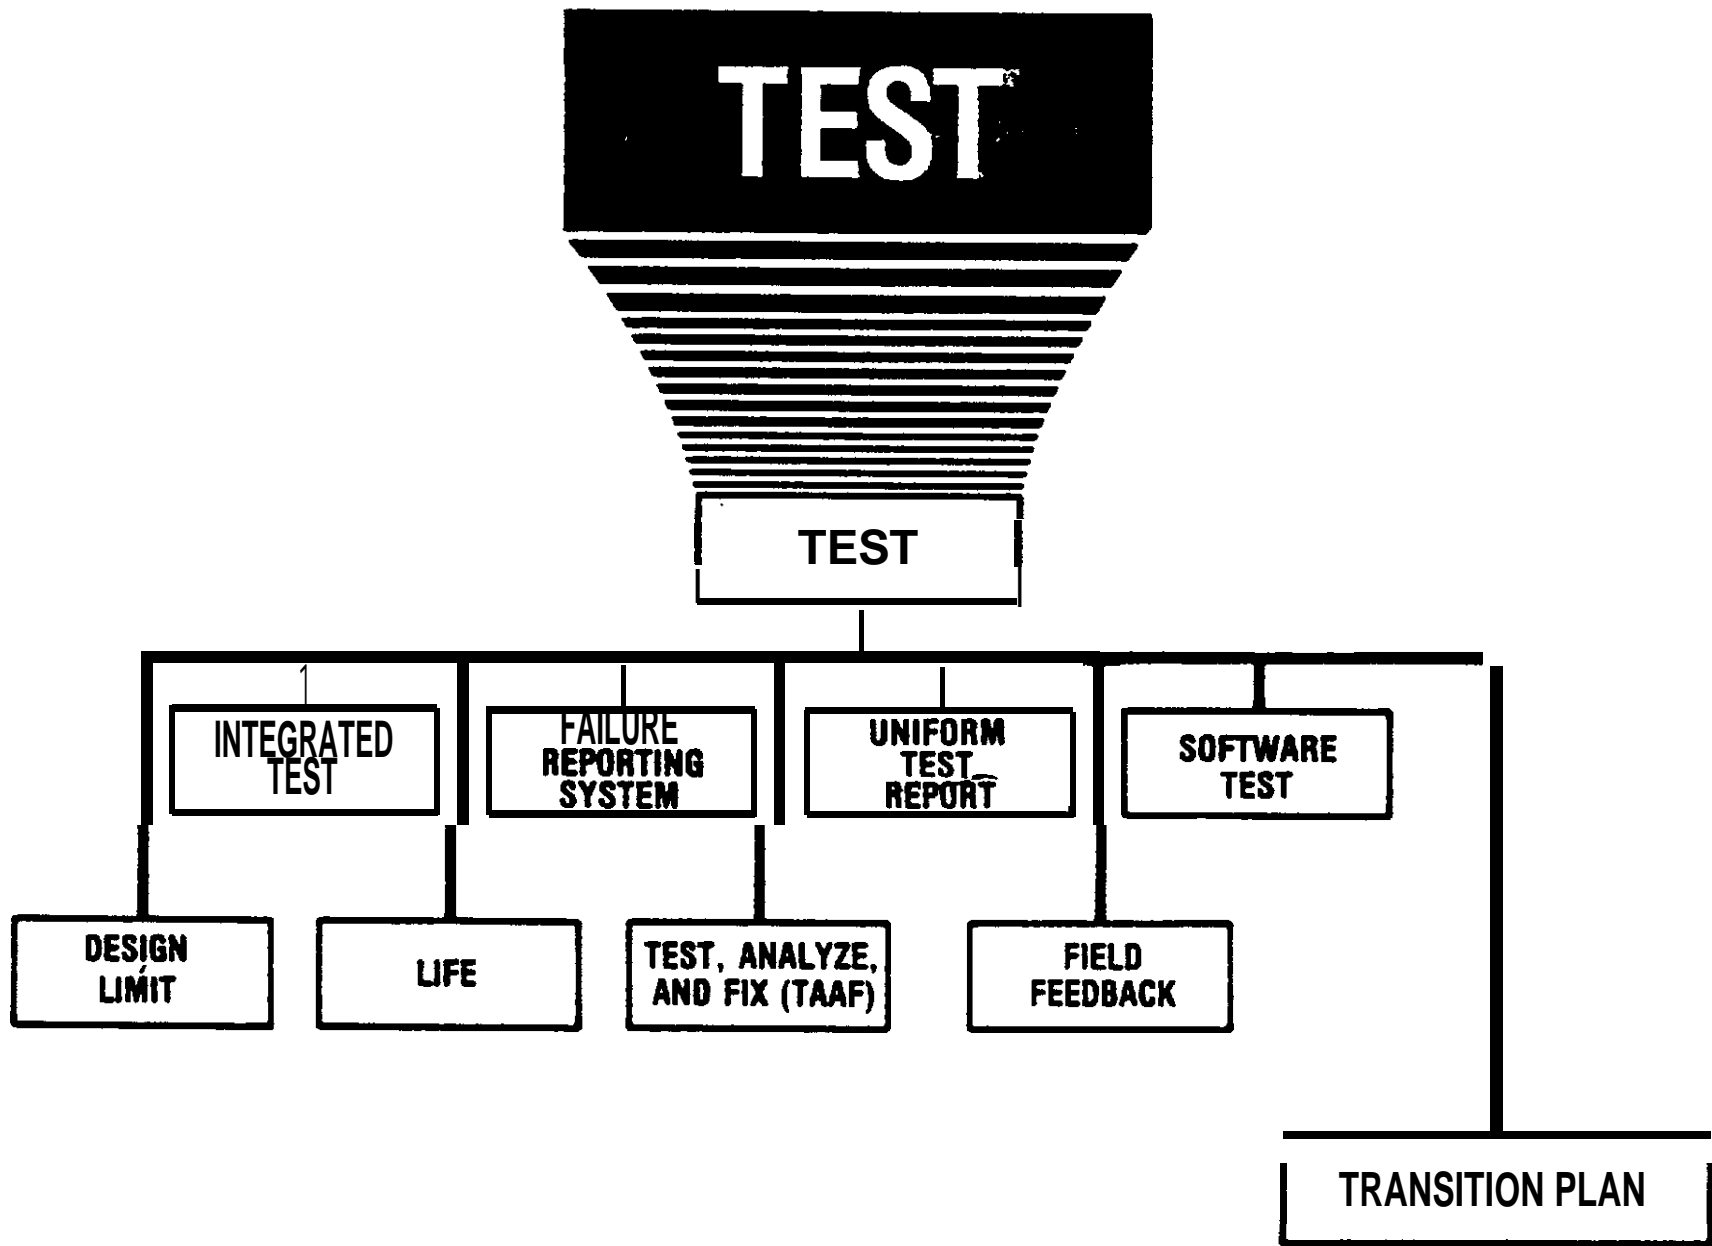 TEST
TEST
INTEGRATED
TEST
FAILURE
REPORTING
SYSTEM
UNIFORM
TEST
REPORT
SOFTWARE
TEST
DESIGN
LIMIT
LIFE
TEST, ANALYZE,
AND FIX (TAAF)
FIELD
FEEDBACK
TRANSITION PLAN